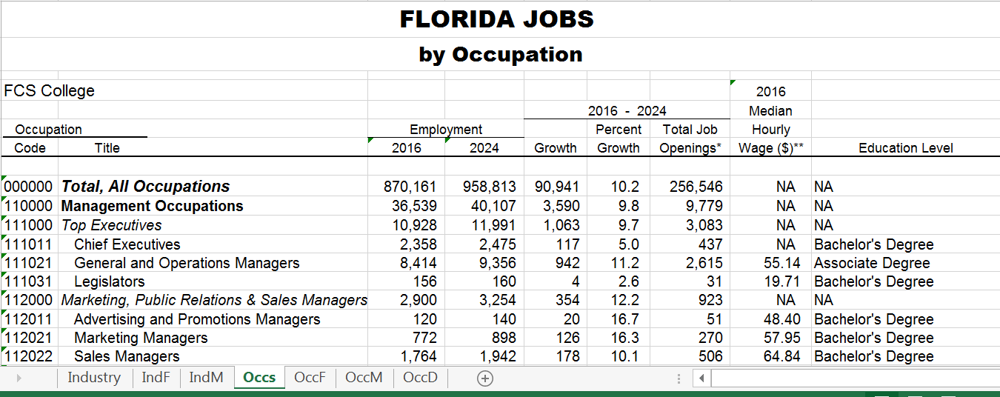 FLORIDA JOBS
by Occupation
FCS College 2016
2016 - 2024 Median
Occupation Employment Percent Total Job Hourly
Code Title 2016 2024 Growth Growth Openings* Wage ($)** Education Level
000000 Total, All Occupations 870,161 958,813 90,941 10.2 256,546 NA NA
110000 Management Occupations 36,539 40,107 3,590 9.8 9,779 NA NA
111000 Top Executives 10,928 11,991 1,063 9.7 3,083 NA NA
111011 Chief Executives 2,358 2,475 117 5.0 437 NA Bachelor's Degree
111021 General and Operations Managers 8,414 9,356 942 11.2 2,615 55.14 Associate Degree
111031 Legislators 156 160 4 2.6 31 19.71 Bachelor's Degree
112000 Marketing, Public Relations & Sales Managers 2,900 3,254 354 12.2 923 NA NA
112011 Advertising and Promotions Managers 120 140 20 16.7 51 48.40 Bachelor's Degree
112021 Marketing Managers 772 898 126 16.3 270 57.95 Bachelor's Degree
112022 Sales Managers 1,764 1,942 178 10.1 506 64.84 Bachelor's Degree
Industry IndF IndM Occs OccF OccM OccD